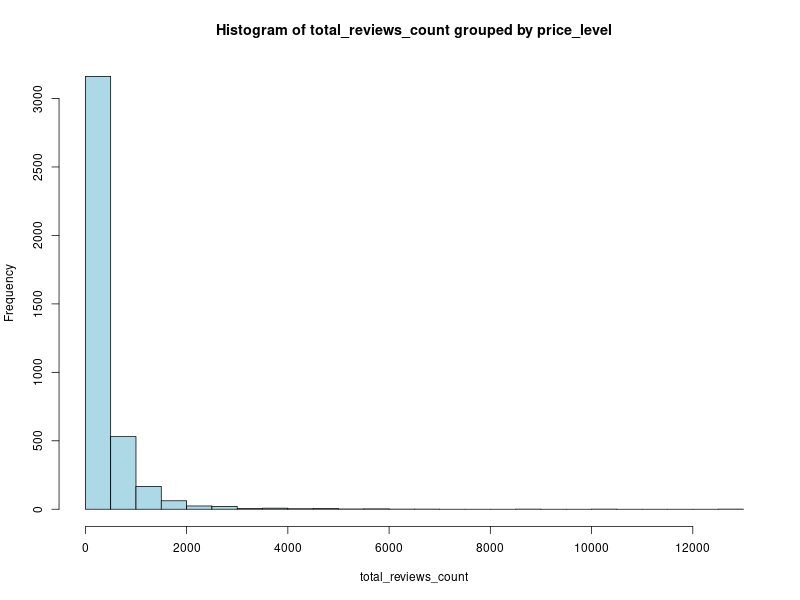 Histogram of total_reviews_count grouped by price_level
Frequency
3000
2500
2000
1500
1000
500
0
0 2000 4000 6000 8000 10000 12000
total_reviews_count